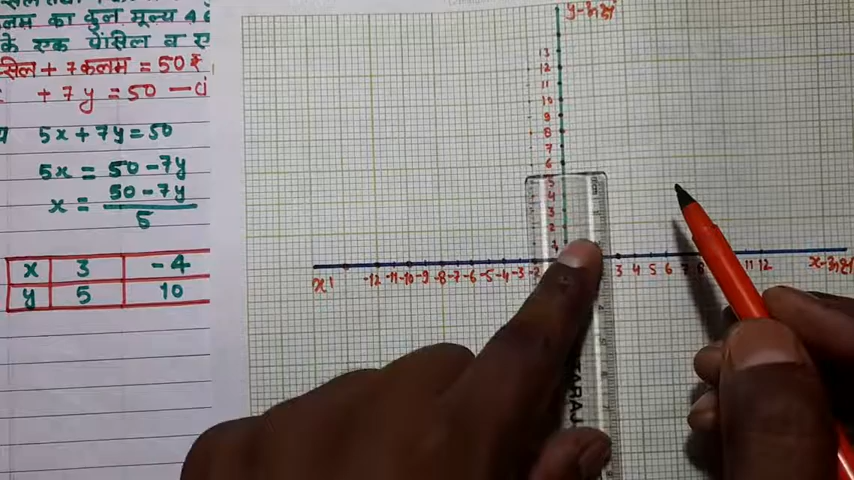 कलम का कुल मूल्य 46
के एक पेंसिल व ए
न्सिल + 7 कलम = 50 ₹
+ 7y = 50 — (i
5x + 7y = 50
5x = 50 - 7y
x = 50 - 7y / 5
x 3 -4
y 5 10
y-अक्ष
13
12
11
10
9
8
7
6
5
4
3
2
1
-12 -11 -10 -9 -8 -7 -6 -5 -4 -3 -2 3 4 5 6 7 8 11 12
x' x-अक्ष